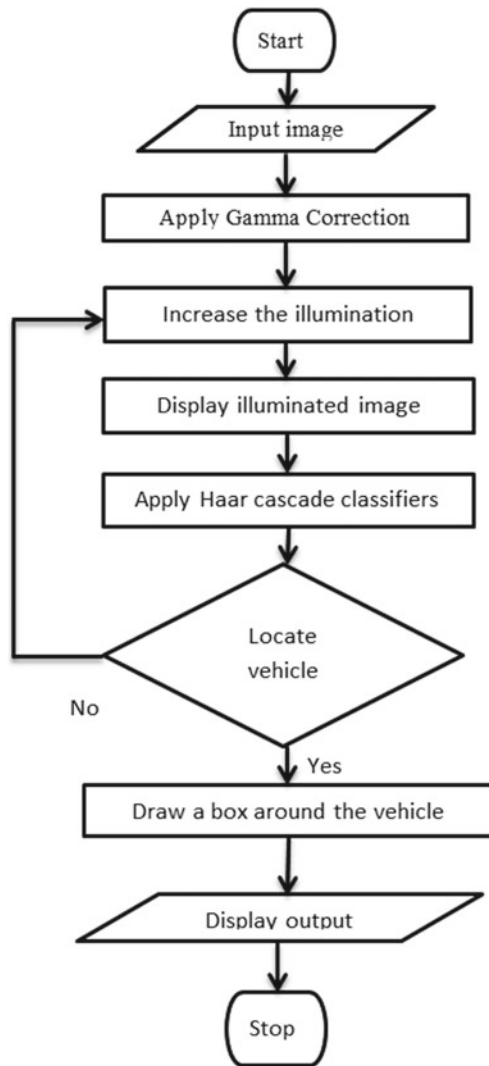 Start
Input image
Apply Gamma Correction
Increase the illumination
Display illuminated image
Apply Haar cascade classifiers
Locate
vehicle
No
Yes
Draw a box around the vehicle
Display output
Stop